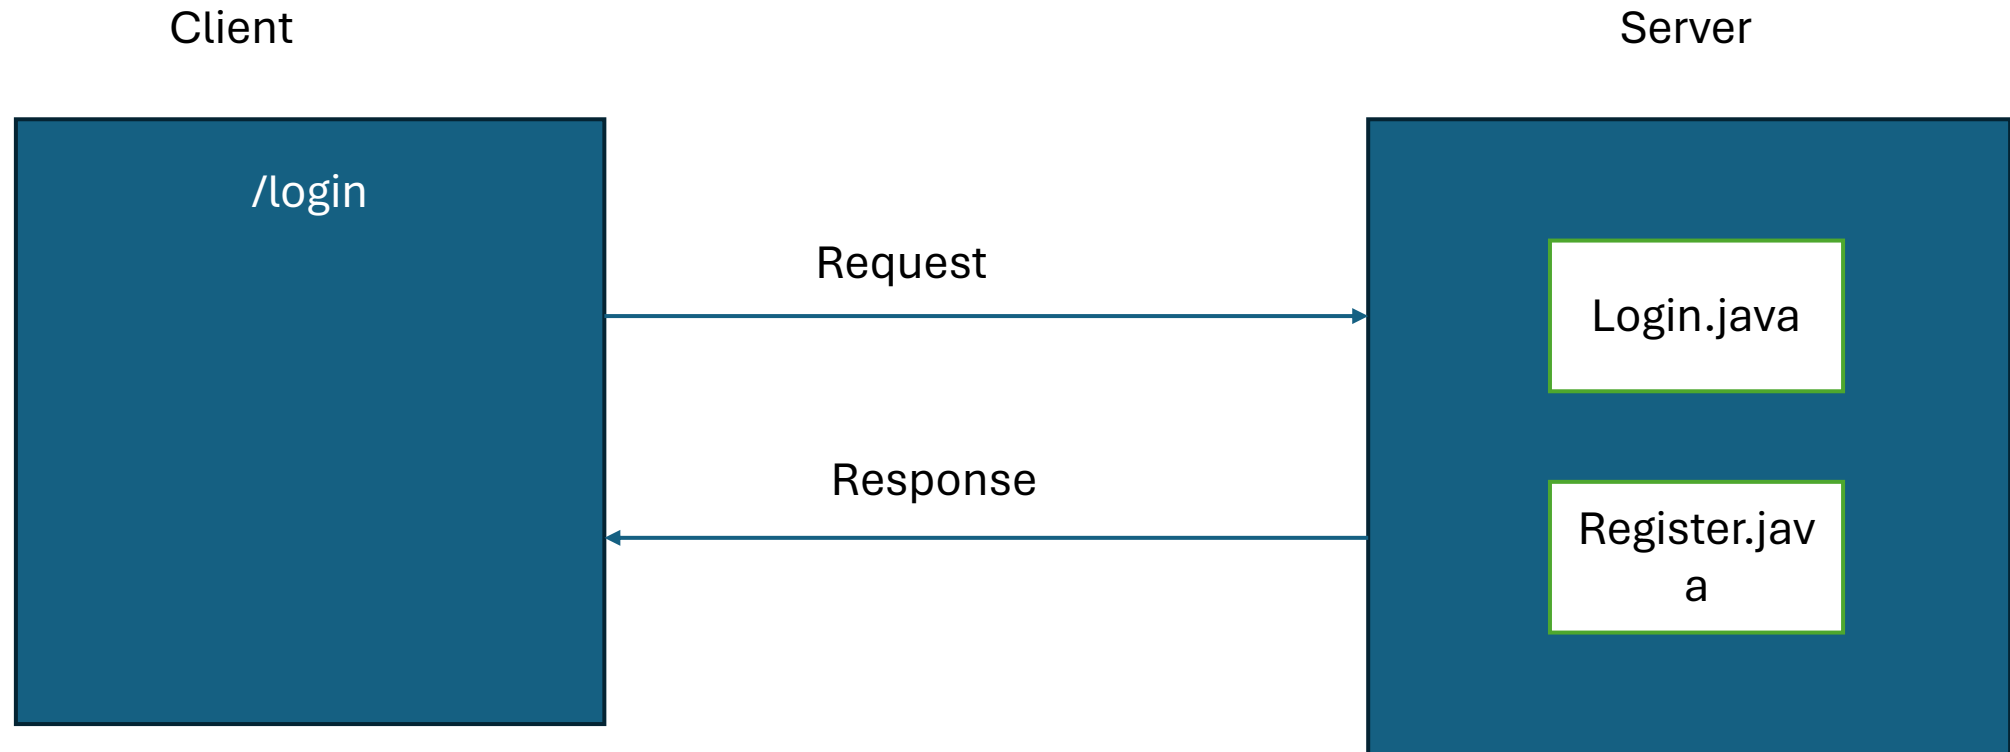 Client
Server
/login
Request
Login.java
Response
Register.jav
a